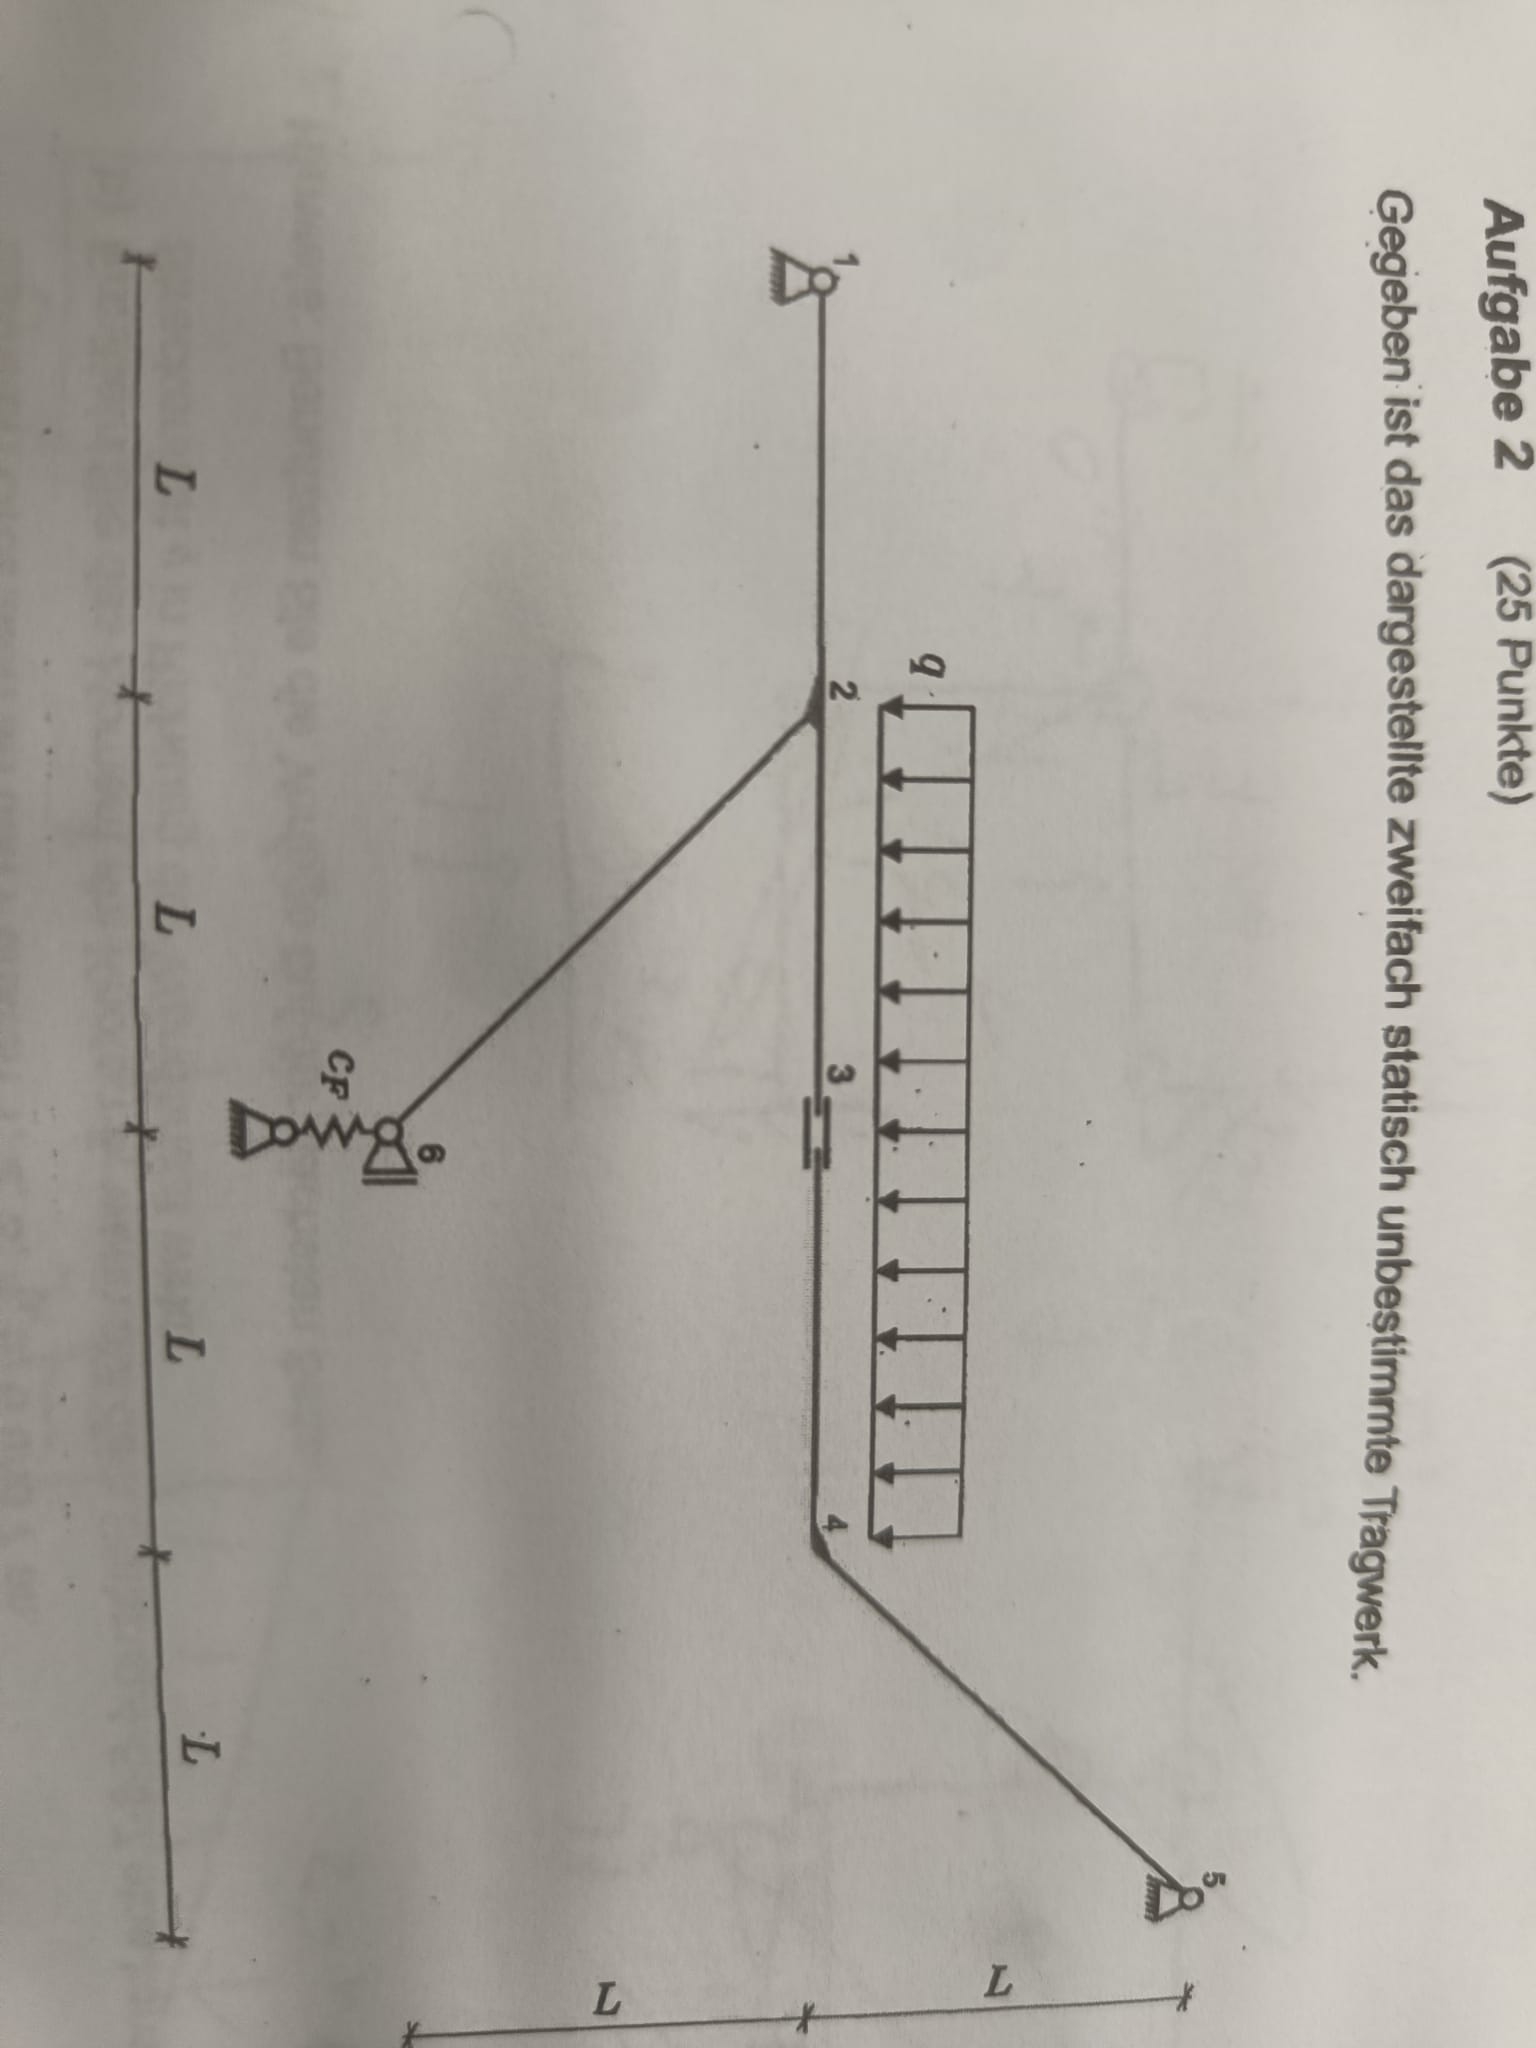 Aufgabe 2 (25 Punkte)
Gegeben ist das dargestellte zweifach statisch unbestimmte Tragwerk.
5
q
1
2
3
4
6
c_F
L
L
L
L
L
L